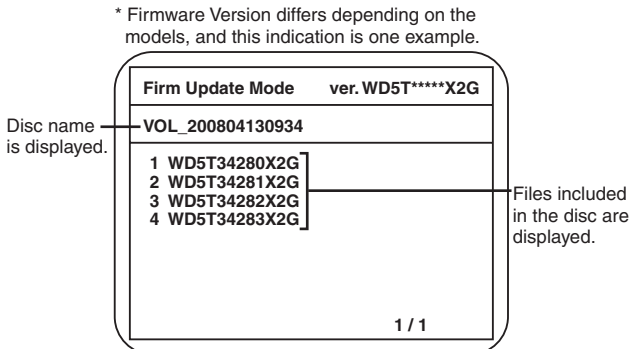 * Firmware Version differs depending on the
models, and this indication is one example.
Firm Update Mode ver. WD5T*****X2G
Disc name
is displayed.
VOL_200804130934
1 WD5T34280X2G
2 WD5T34281X2G
3 WD5T34282X2G
4 WD5T34283X2G
Files included
in the disc are
displayed.
1 / 1